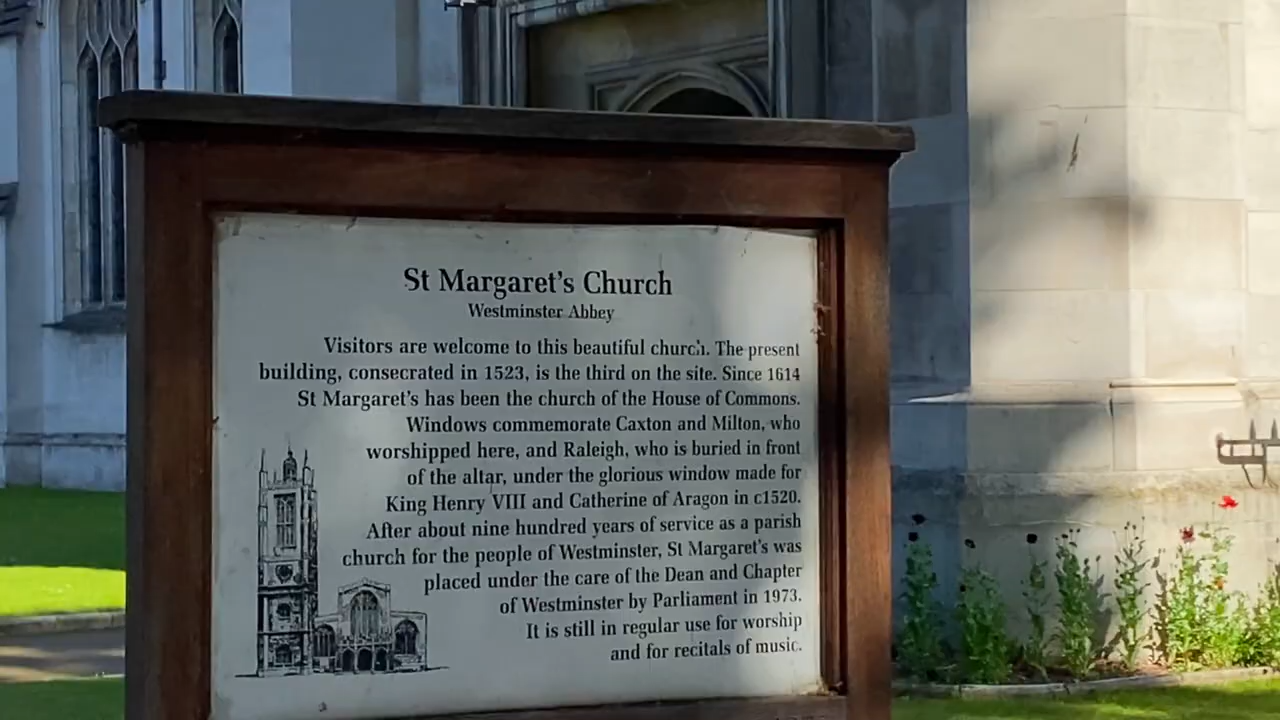 St Margaret's Church
Westminster Abbey
Visitors are welcome to this beautiful church. The present
building, consecrated in 1523, is the third on the site. Since 1614
St Margaret's has been the church of the House of Commons.
Windows commemorate Caxton and Milton, who
worshipped here, and Raleigh, who is buried in front
of the altar, under the glorious window made for
King Henry VIII and Catherine of Aragon in c1520.
After about nine hundred years of service as a parish
church for the people of Westminster, St Margaret's was
placed under the care of the Dean and Chapter
of Westminster by Parliament in 1973.
It is still in regular use for worship
and for recitals of music.